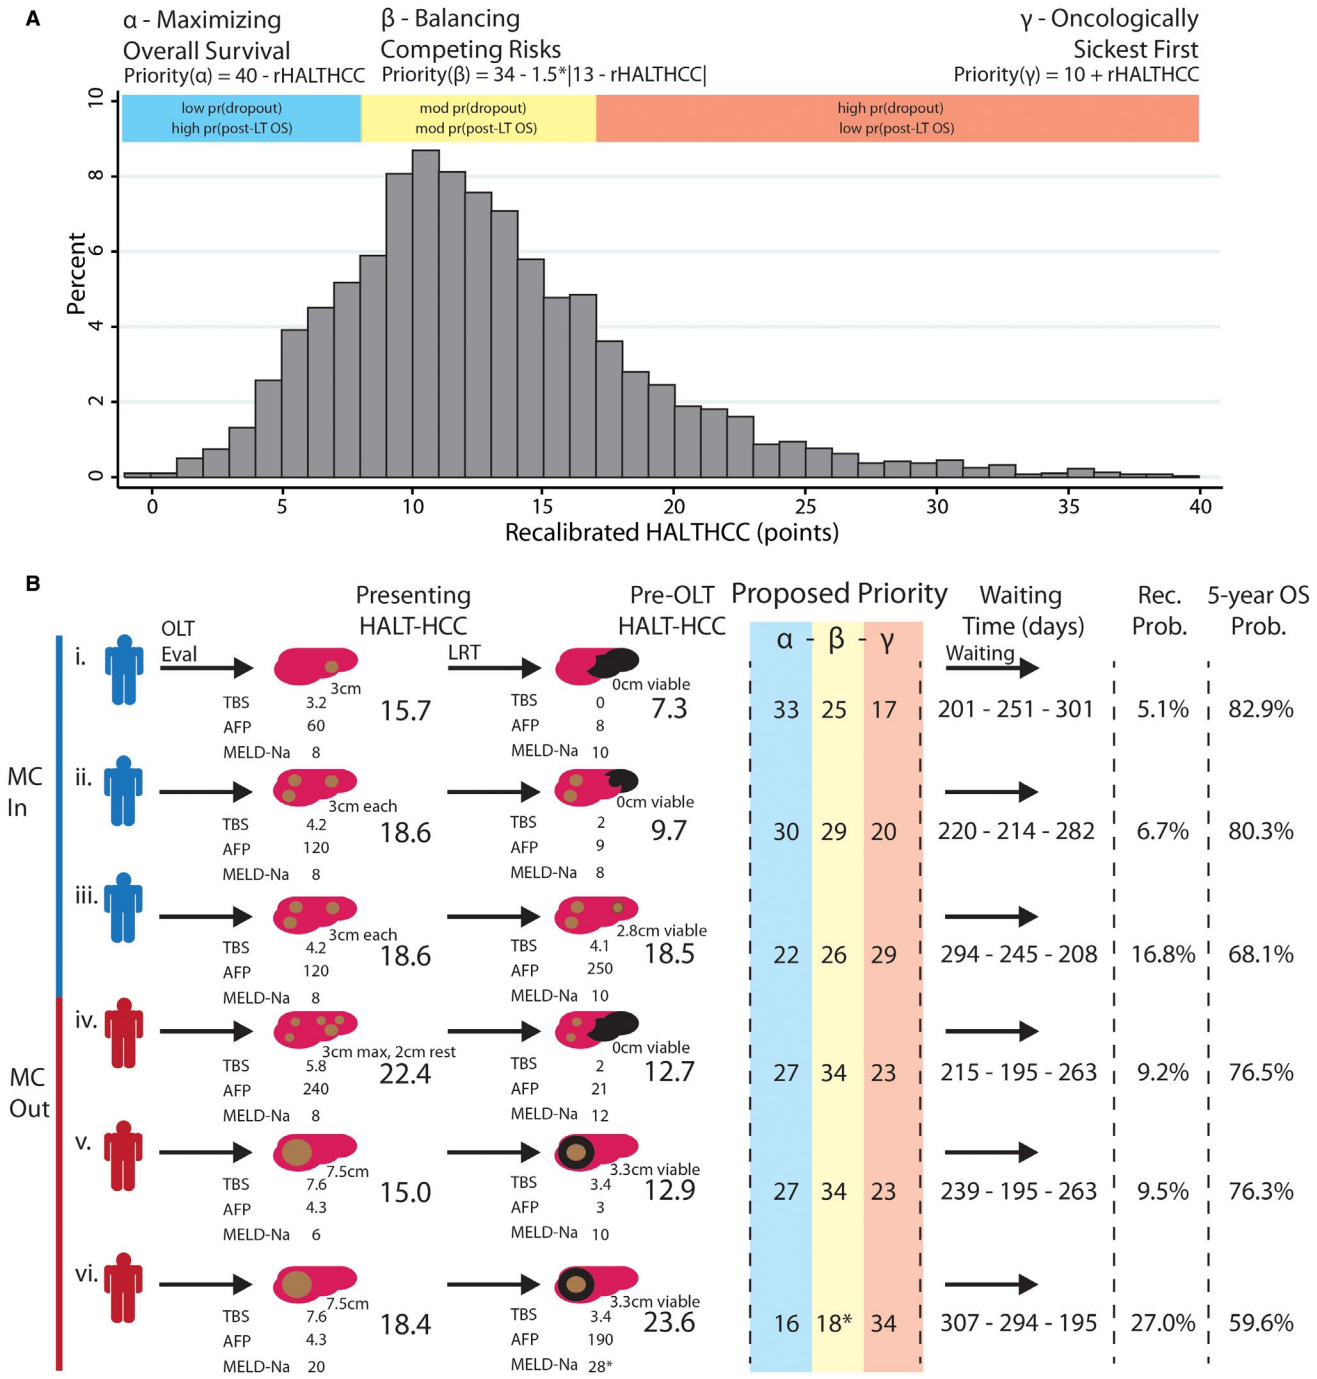 A
α - Maximizing
Overall Survival
Priority(α) = 40 - rHALTHCC
β - Balancing
Competing Risks
Priority(β) = 34 - 1.5*|13 - rHALTHCC|
γ - Oncologically
Sickest First
Priority(γ) = 10 + rHALTHCC
low pr(dropout)
high pr(post-LT OS)
mod pr(dropout)
mod pr(post-LT OS)
high pr(dropout)
low pr(post-LT OS)
Percent
10
8
6
4
2
0
0 5 10 15 20 25 30 35 40
Recalibrated HALTHCC (points)
B
Presenting
HALT-HCC
Pre-OLT
HALT-HCC
Proposed Priority
α - β - γ
Waiting
Time (days)
Rec.
Prob.
5-year OS
Prob.
MC
In
MC
Out
i.
OLT
Eval
3cm
TBS 3.2
AFP 60
MELD-Na 8
15.7
LRT
0cm viable
TBS 0
AFP 8
MELD-Na 10
7.3
33 25 17
Waiting
201 - 251 - 301
5.1%
82.9%
ii.
3cm each
TBS 4.2
AFP 120
MELD-Na 8
18.6
0cm viable
TBS 2
AFP 9
MELD-Na 8
9.7
30 29 20
220 - 214 - 282
6.7%
80.3%
iii.
3cm each
TBS 4.2
AFP 120
MELD-Na 8
18.6
2.8cm viable
TBS 4.1
AFP 250
MELD-Na 10
18.5
22 26 29
294 - 245 - 208
16.8%
68.1%
iv.
3cm max, 2cm rest
TBS 5.8
AFP 240
MELD-Na 8
22.4
0cm viable
TBS 2
AFP 21
MELD-Na 12
12.7
27 34 23
215 - 195 - 263
9.2%
76.5%
v.
7.5cm
TBS 7.6
AFP 4.3
MELD-Na 6
15.0
3.3cm viable
TBS 3.4
AFP 3
MELD-Na 10
12.9
27 34 23
239 - 195 - 263
9.5%
76.3%
vi.
7.5cm
TBS 7.6
AFP 4.3
MELD-Na 20
18.4
3.3cm viable
TBS 3.4
AFP 190
MELD-Na 28*
23.6
16 18* 34
307 - 294 - 195
27.0%
59.6%